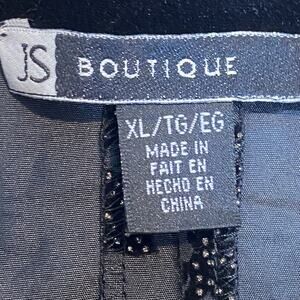 JS BOUTIQUE
XL/TG/EG
MADE IN
FAIT EN
HECHO EN
CHINA